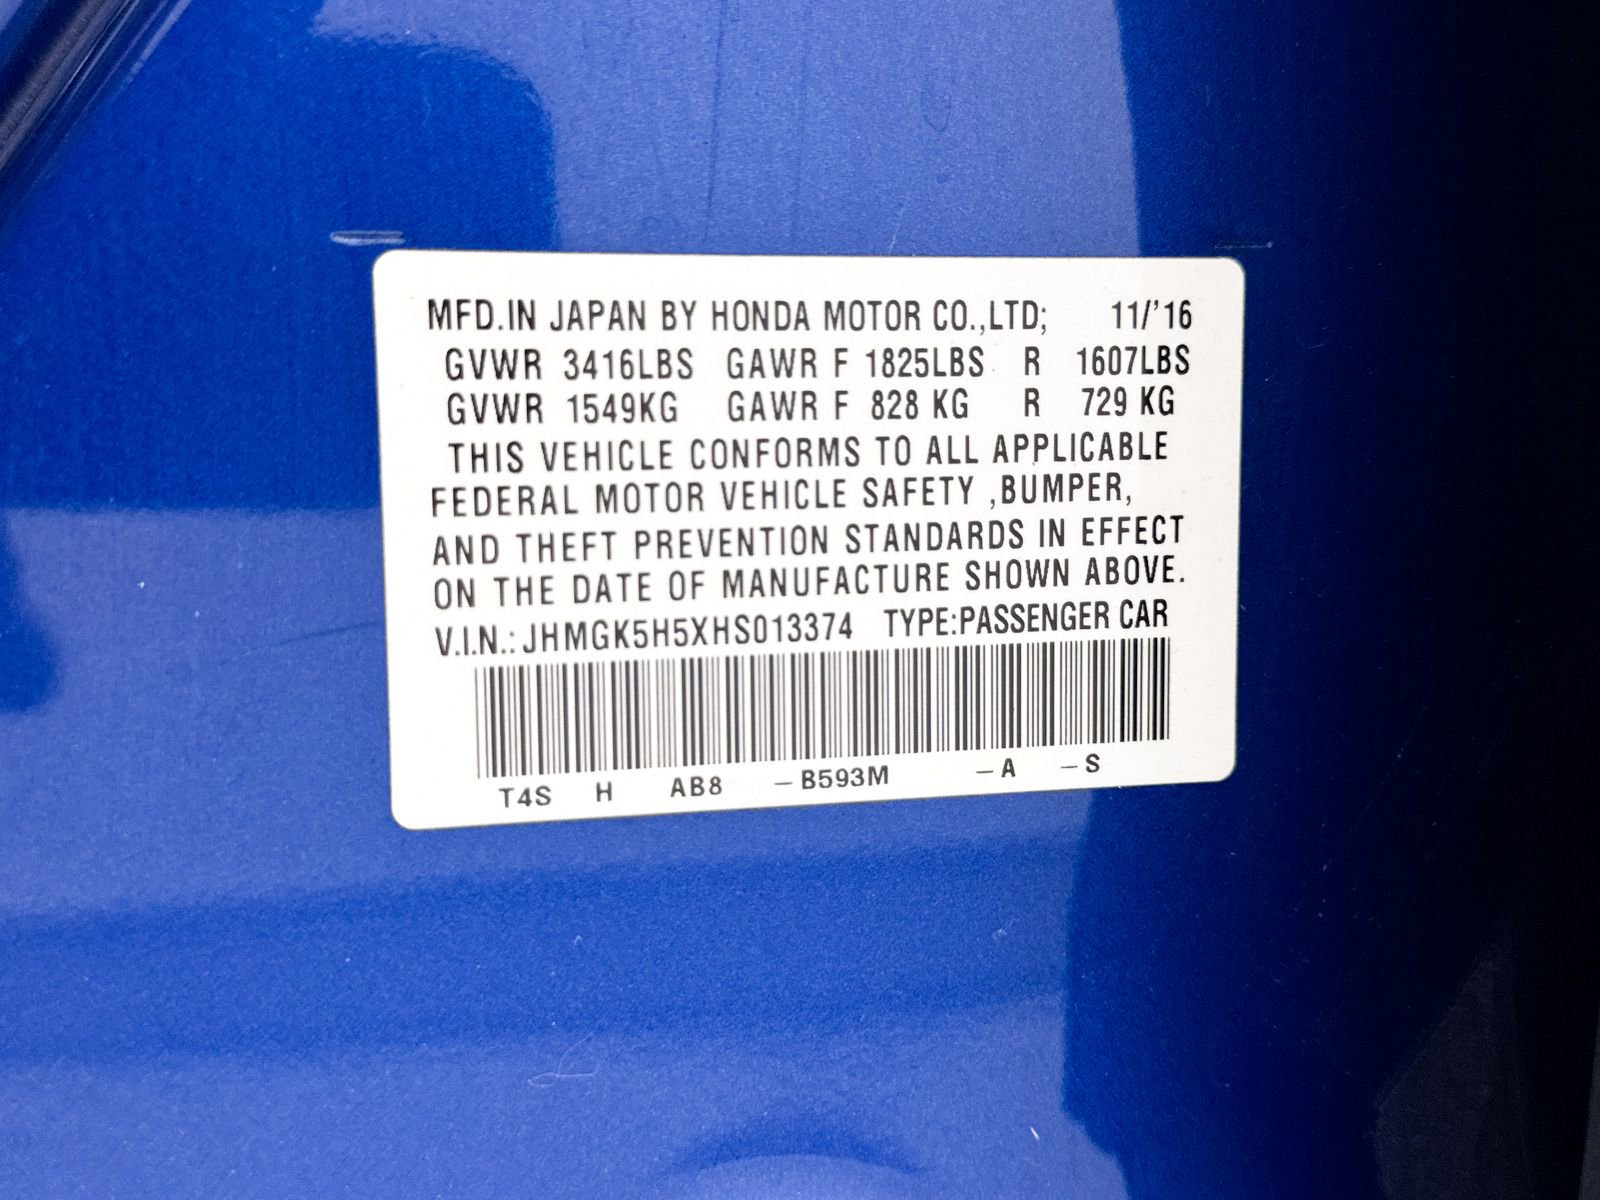 MFD.IN JAPAN BY HONDA MOTOR CO.,LTD; 11/'16
GVWR 3416LBS GAWR F 1825LBS R 1607LBS
GVWR 1549KG GAWR F 828 KG R 729 KG
THIS VEHICLE CONFORMS TO ALL APPLICABLE
FEDERAL MOTOR VEHICLE SAFETY ,BUMPER,
AND THEFT PREVENTION STANDARDS IN EFFECT
ON THE DATE OF MANUFACTURE SHOWN ABOVE.
V.I.N.: JHMGK5H5XHS013374 TYPE:PASSENGER CAR
T4S H AB8 –B593M –A –S